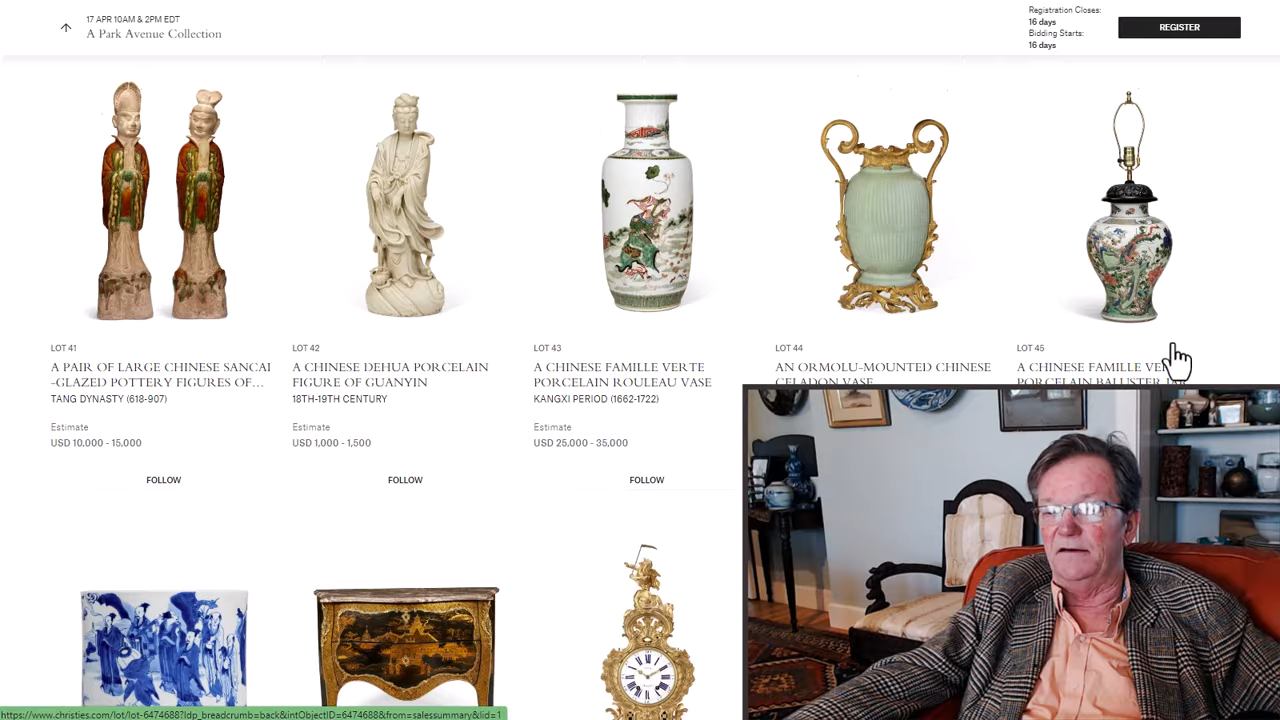 17 APR 10AM & 2PM EDT
A Park Avenue Collection
Registration Closes:
16 days
Bidding Starts:
16 days
REGISTER
LOT 41
A PAIR OF LARGE CHINESE SANCAI
-GLAZED POTTERY FIGURES OF...
TANG DYNASTY (618-907)
Estimate
USD 10,000 - 15,000
FOLLOW
LOT 42
A CHINESE DEHUA PORCELAIN
FIGURE OF GUANYIN
18TH-19TH CENTURY
Estimate
USD 1,000 - 1,500
FOLLOW
LOT 43
A CHINESE FAMILLE VERTE
PORCELAIN ROULEAU VASE
KANGXI PERIOD (1662-1722)
Estimate
USD 25,000 - 35,000
FOLLOW
LOT 44
AN ORMOLU-MOUNTED CHINESE
CELADON VASE
LOT 45
A CHINESE FAMILLE
PORCELAIN BALUSTER
https://www.christies.com/lot/lot-6474688?ldp_breadcrumb=back&intObjectID=6474688&from=salessummary&lid=1